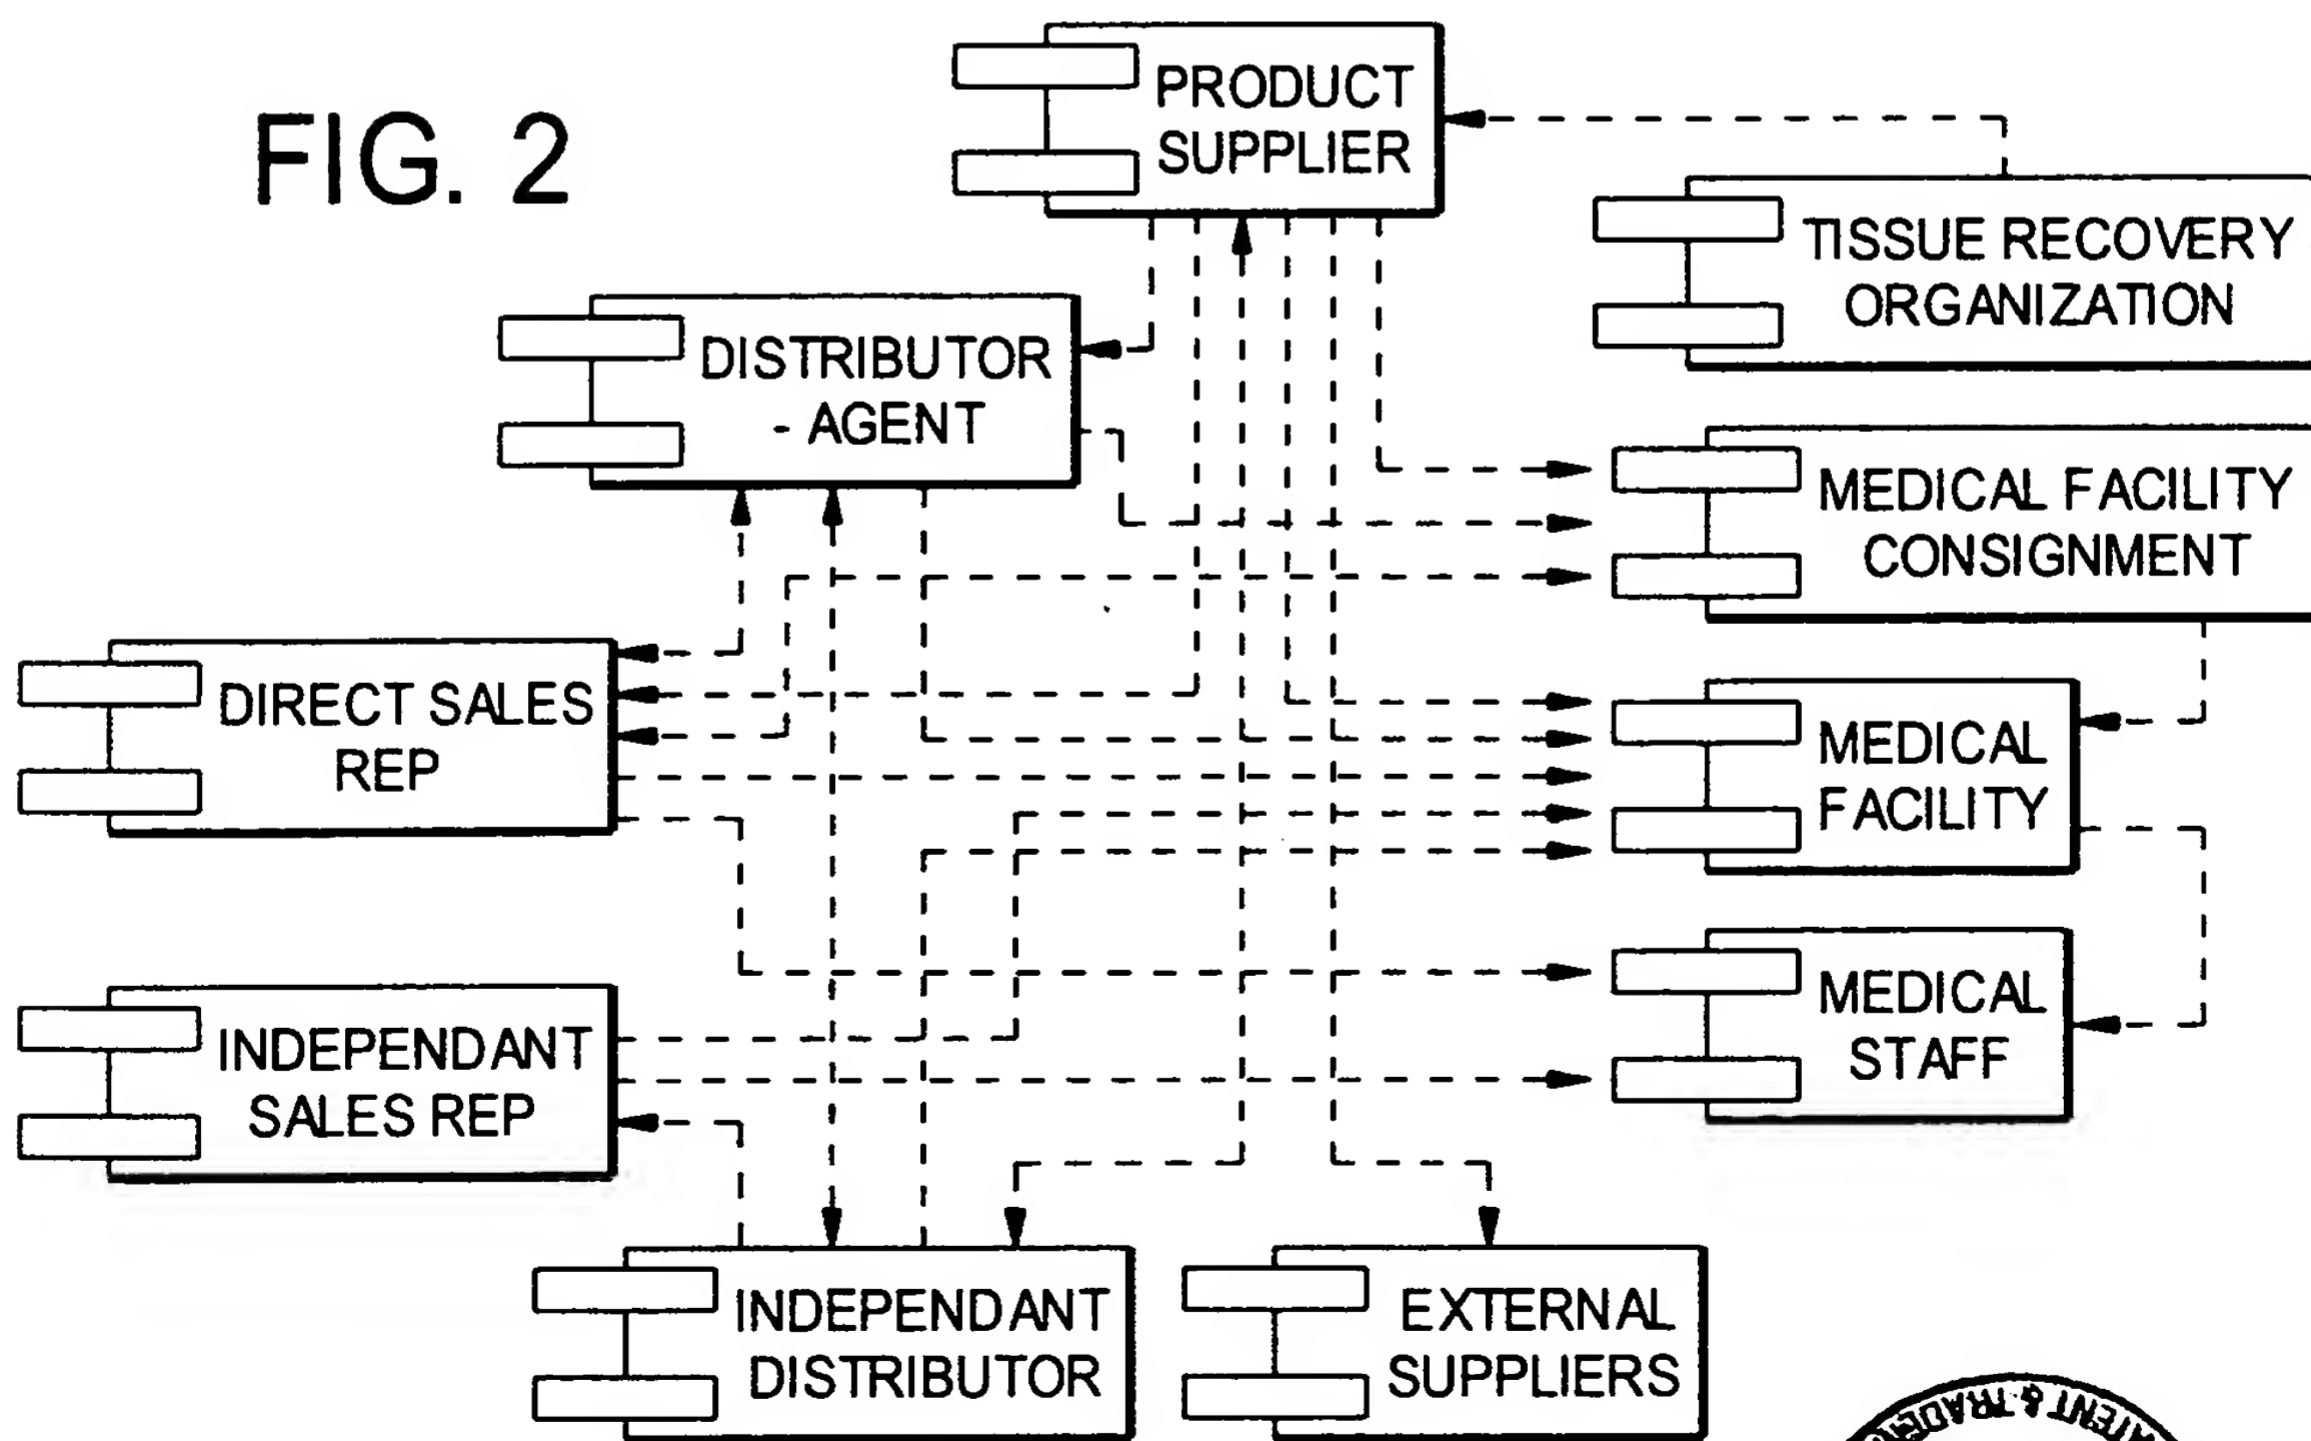 FIG. 2
PRODUCT
SUPPLIER
TISSUE RECOVERY
ORGANIZATION
DISTRIBUTOR
- AGENT
MEDICAL FACILITY
CONSIGNMENT
DIRECT SALES
REP
MEDICAL
FACILITY
MEDICAL
STAFF
INDEPENDANT
SALES REP
INDEPENDANT
DISTRIBUTOR
EXTERNAL
SUPPLIERS